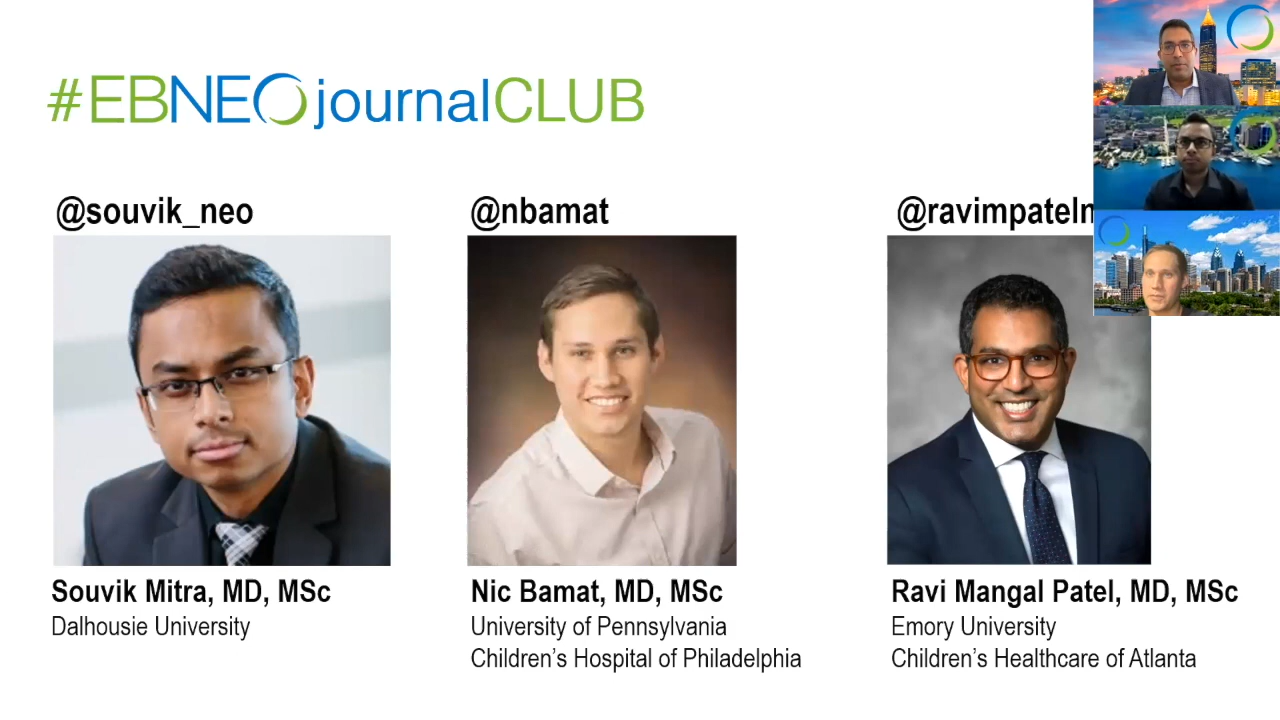 #EBNEO journalCLUB
@souvik_neo
@nbamat
@ravimpateln
Souvik Mitra, MD, MSc
Dalhousie University
Nic Bamat, MD, MSc
University of Pennsylvania
Children's Hospital of Philadelphia
Ravi Mangal Patel, MD, MSc
Emory University
Children's Healthcare of Atlanta